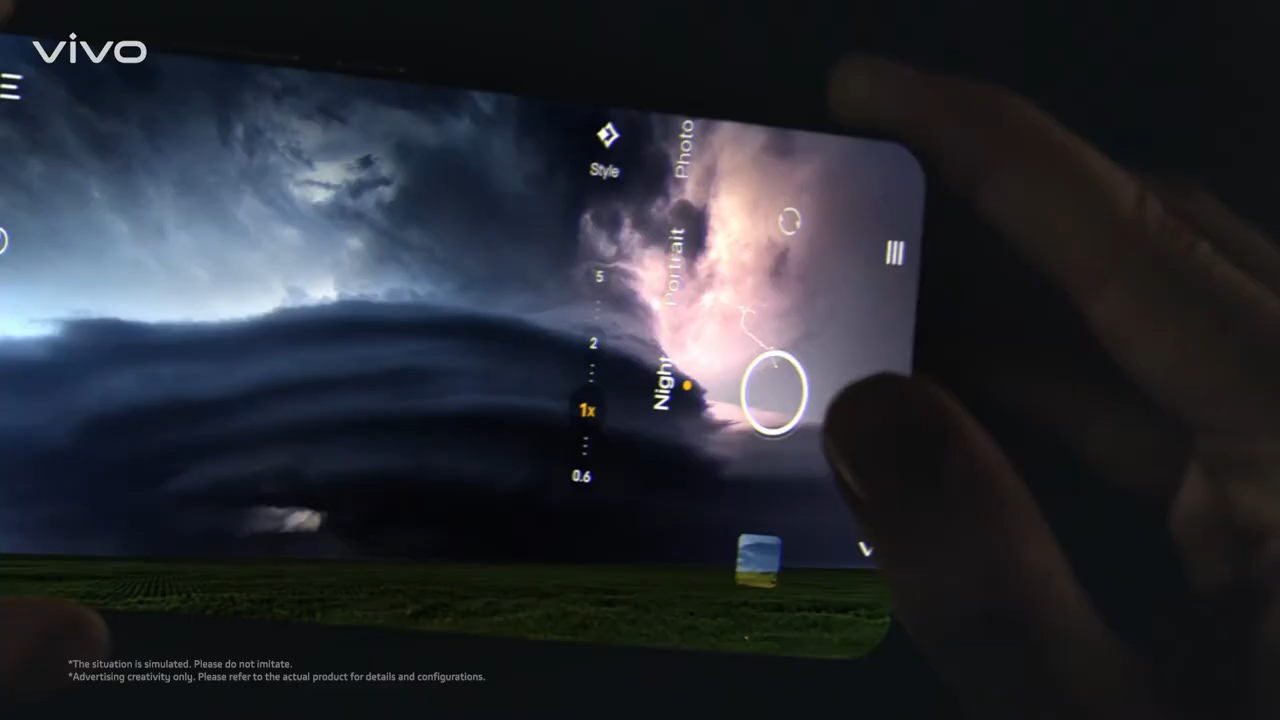 vivo
Style
Photo
Portrait
Night
5
2
1x
0.6
*The situation is simulated. Please do not imitate.
*Advertising creativity only. Please refer to the actual product for details and configurations.